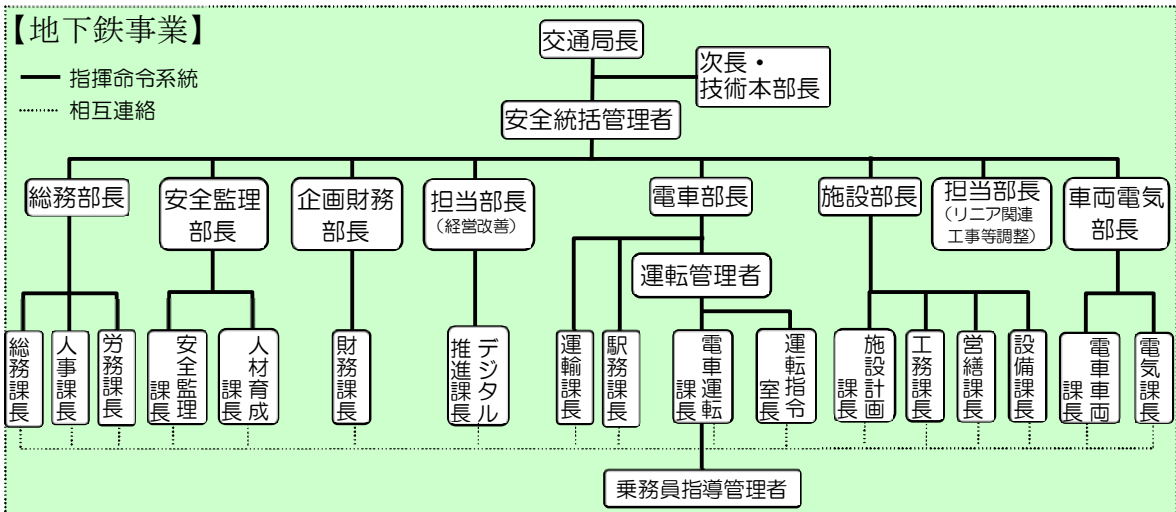 【地下鉄事業】
指揮命令系統
相互連絡
交通局長
次長・
技術本部長
安全統括管理者
総務部長
安全監理
部長
企画財務
部長
担当部長
（経営改善）
電車部長
施設部長
担当部長
（リニア関連
工事等調整）
車両電気
部長
運転管理者
総務課長
人事課長
労務課長
安全監理
課長
人材育成
課長
財務課長
デジタル
推進課長
運輸課長
駅務課長
電車運転
課長
運転指令
室長
施設計画
課長
工務課長
営繕課長
設備課長
電車車両
課長
電気課長
乗務員指導管理者